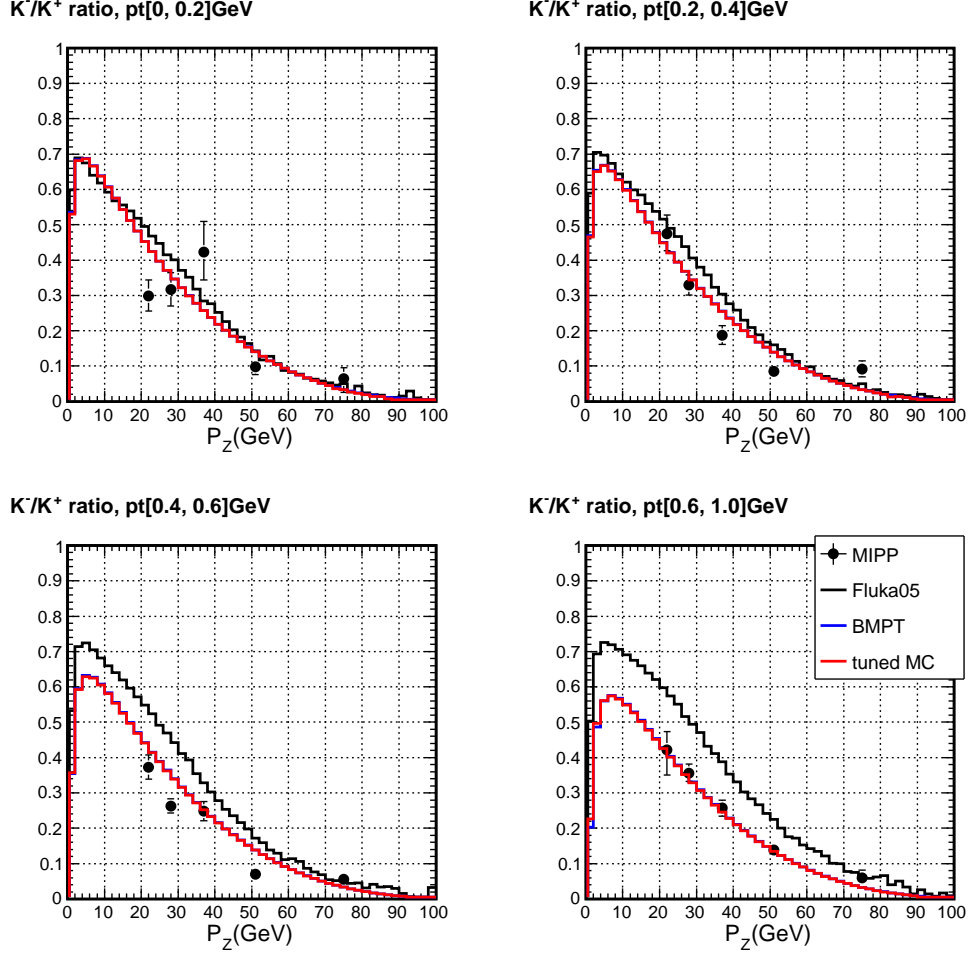 K⁻/K⁺ ratio, pt[0, 0.2]GeV
1
0.9
0.8
0.7
0.6
0.5
0.4
0.3
0.2
0.1
0
0 10 20 30 40 50 60 70 80 90 100
P_Z(GeV)
K⁻/K⁺ ratio, pt[0.2, 0.4]GeV
1
0.9
0.8
0.7
0.6
0.5
0.4
0.3
0.2
0.1
0
0 10 20 30 40 50 60 70 80 90 100
P_Z(GeV)
K⁻/K⁺ ratio, pt[0.4, 0.6]GeV
1
0.9
0.8
0.7
0.6
0.5
0.4
0.3
0.2
0.1
0
0 10 20 30 40 50 60 70 80 90 100
P_Z(GeV)
K⁻/K⁺ ratio, pt[0.6, 1.0]GeV
1
0.9
0.8
0.7
0.6
0.5
0.4
0.3
0.2
0.1
0
0 10 20 30 40 50 60 70 80 90 100
P_Z(GeV)
MIPP
Fluka05
BMPT
tuned MC